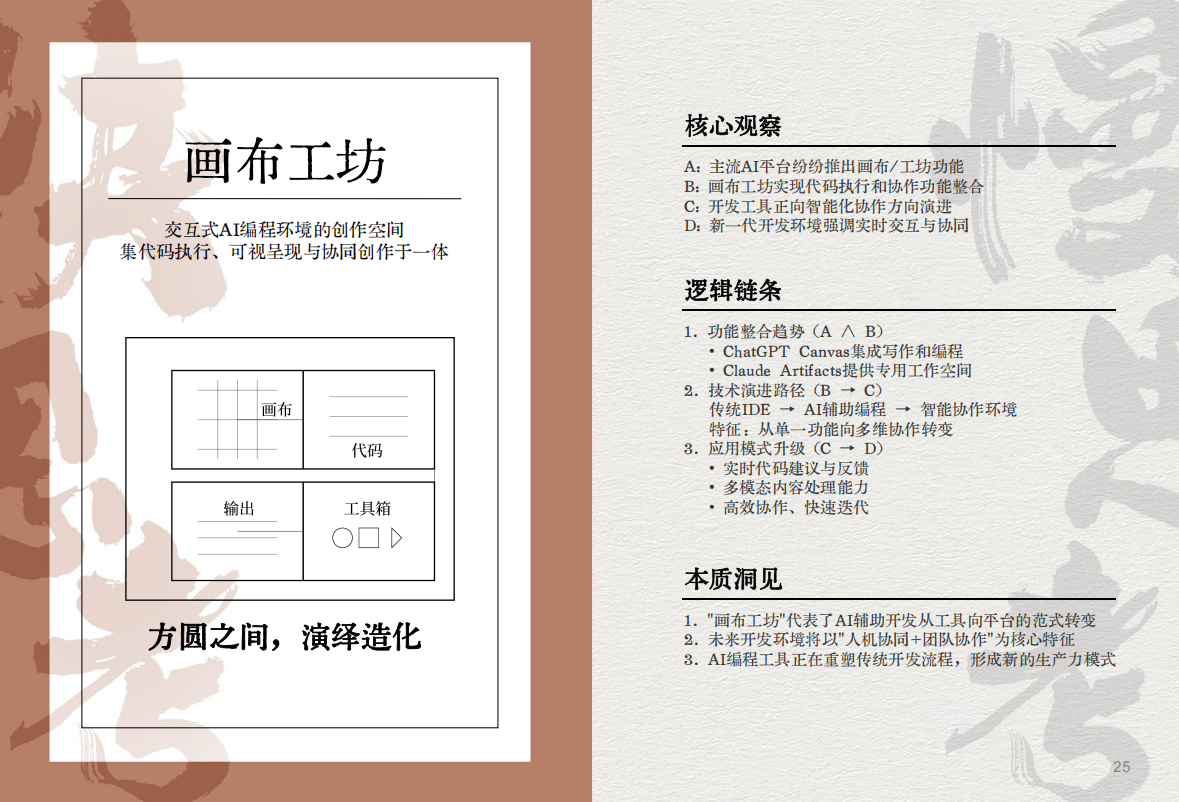 画布工坊
交互式AI编程环境的创作空间
集代码执行、可视呈现与协同创作于一体
画布
代码
输出
工具箱
方圆之间，演绎造化
核心观察
A: 主流AI平台纷纷推出画布/工坊功能
B: 画布工坊实现代码执行和协作功能整合
C: 开发工具正向智能化协作方向演进
D: 新一代开发环境强调实时交互与协同
逻辑链条
1. 功能整合趋势（A ∧ B）
• ChatGPT Canvas集成写作和编程
• Claude Artifacts提供专用工作空间
2. 技术演进路径（B → C）
传统IDE → AI辅助编程 → 智能协作环境
特征：从单一功能向多维协作转变
3. 应用模式升级（C → D）
• 实时代码建议与反馈
• 多模态内容处理能力
• 高效协作、快速迭代
本质洞见
1. "画布工坊"代表了AI辅助开发从工具向平台的范式转变
2. 未来开发环境将以"人机协同+团队协作"为核心特征
3. AI编程工具正在重塑传统开发流程，形成新的生产力模式
25